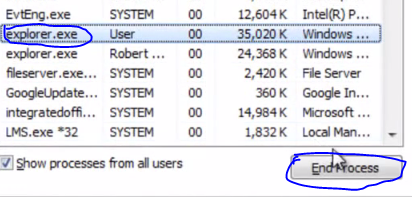 EvtEng.exe SYSTEM 00 12,604 K Intel(R) P...
explorer.exe User 00 35,020 K Windows ...
explorer.exe Robert ... 00 24,368 K Windows ...
fileserver.exe... SYSTEM 00 2,420 K File Server
GoogleUpdate... SYSTEM 00 360 K Google In...
integratedoffi... SYSTEM 00 14,984 K Microsoft ...
LMS.exe *32 SYSTEM 00 1,832 K Local Man...
Show processes from all users
End Process